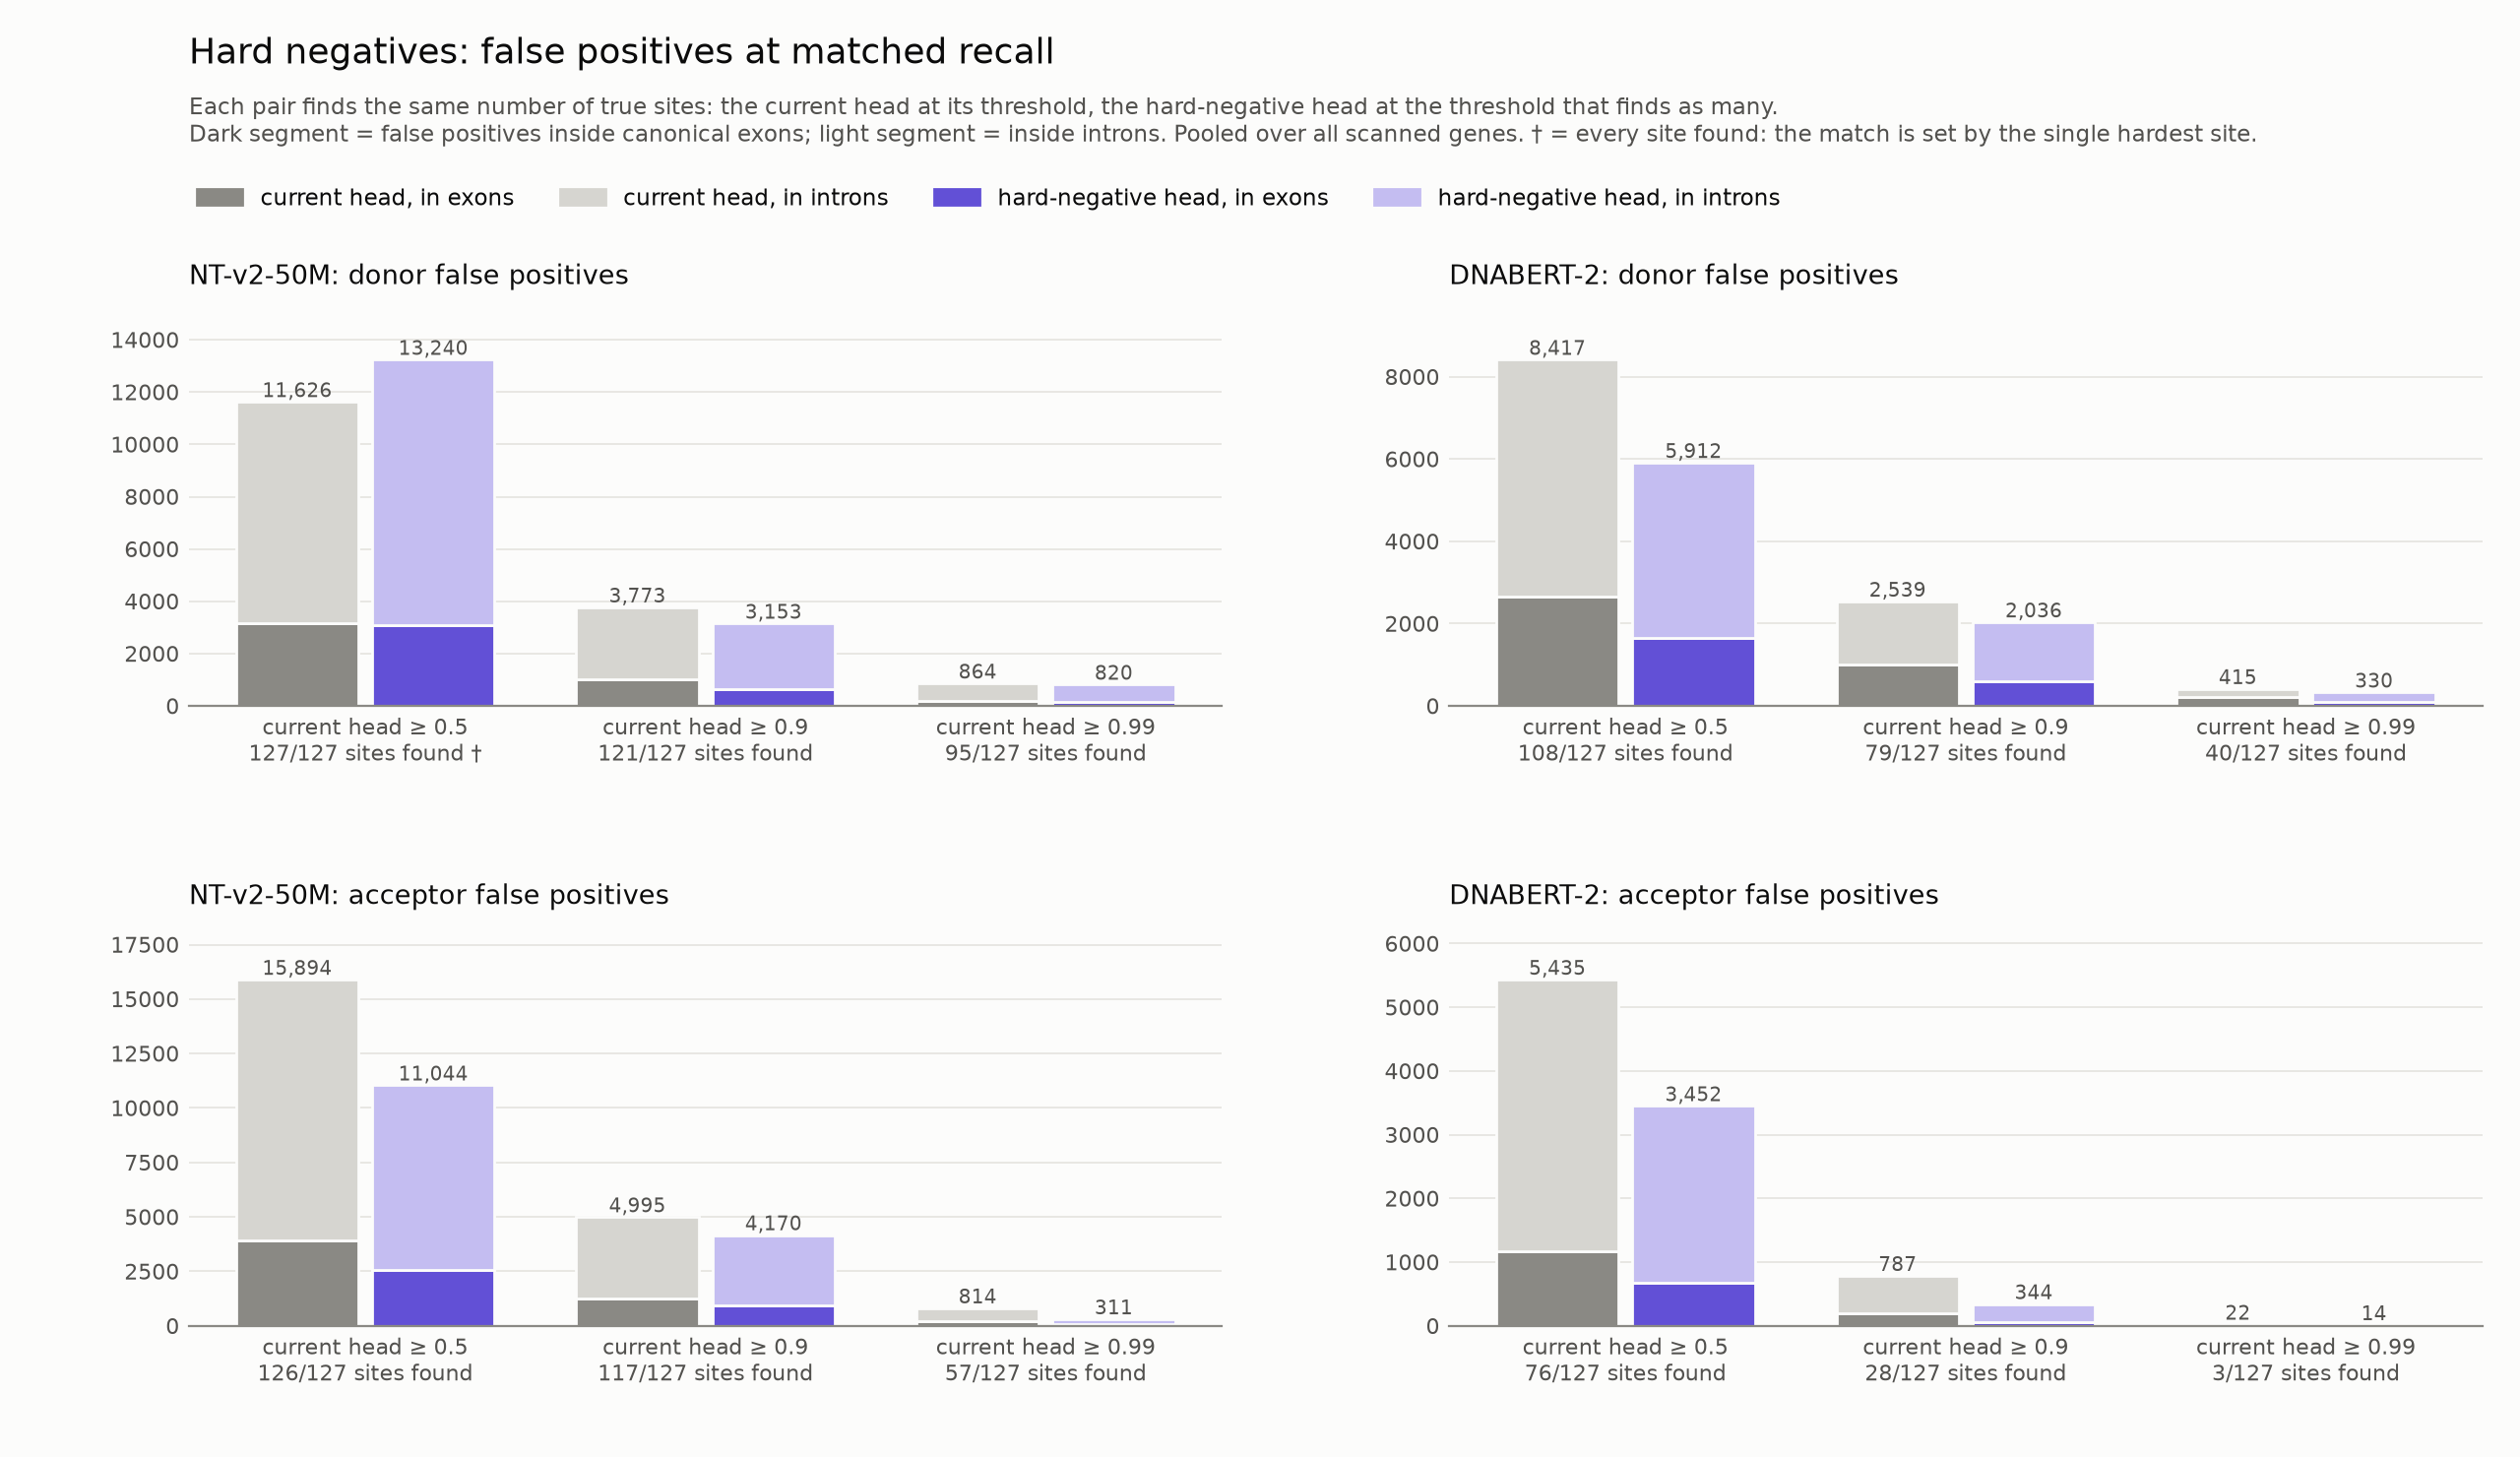 Hard negatives: false positives at matched recall
Each pair finds the same number of true sites: the current head at its threshold, the hard-negative head at the threshold that finds as many.
Dark segment = false positives inside canonical exons; light segment = inside introns. Pooled over all scanned genes. † = every site found: the match is set by the single hardest site.
current head, in exons
current head, in introns
hard-negative head, in exons
hard-negative head, in introns
NT-v2-50M: donor false positives
14000
12000
10000
8000
6000
4000
2000
0
11,626
13,240
3,773
3,153
864
820
current head ≥ 0.5
127/127 sites found †
current head ≥ 0.9
121/127 sites found
current head ≥ 0.99
95/127 sites found
DNABERT-2: donor false positives
8000
6000
4000
2000
0
8,417
5,912
2,539
2,036
415
330
current head ≥ 0.5
108/127 sites found
current head ≥ 0.9
79/127 sites found
current head ≥ 0.99
40/127 sites found
NT-v2-50M: acceptor false positives
17500
15000
12500
10000
7500
5000
2500
0
15,894
11,044
4,995
4,170
814
311
current head ≥ 0.5
126/127 sites found
current head ≥ 0.9
117/127 sites found
current head ≥ 0.99
57/127 sites found
DNABERT-2: acceptor false positives
6000
5000
4000
3000
2000
1000
0
5,435
3,452
787
344
22
14
current head ≥ 0.5
76/127 sites found
current head ≥ 0.9
28/127 sites found
current head ≥ 0.99
3/127 sites found